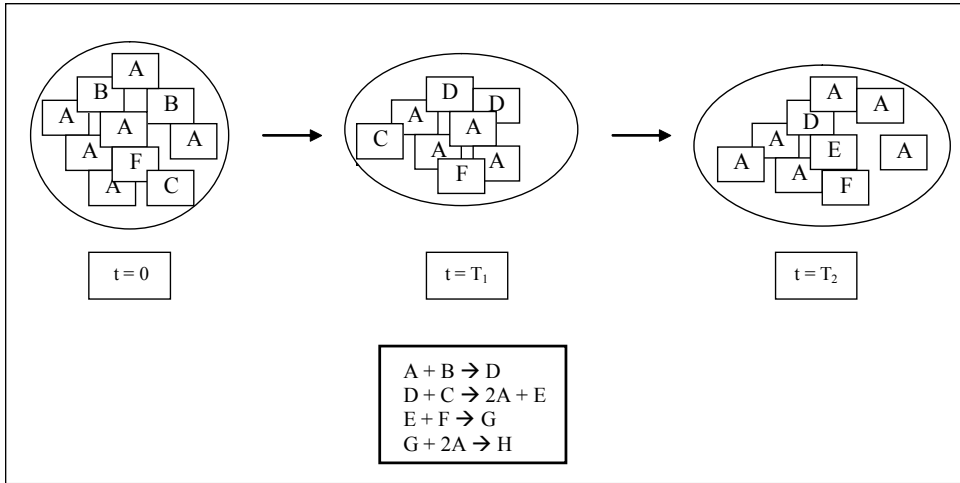 A
B
B
A
A
A
A
F
A
C
D
D
A
A
C
A
A
F
A
A
D
A
E
A
A
A
F
t = 0
t = T₁
t = T₂
A + B → D
D + C → 2A + E
E + F → G
G + 2A → H